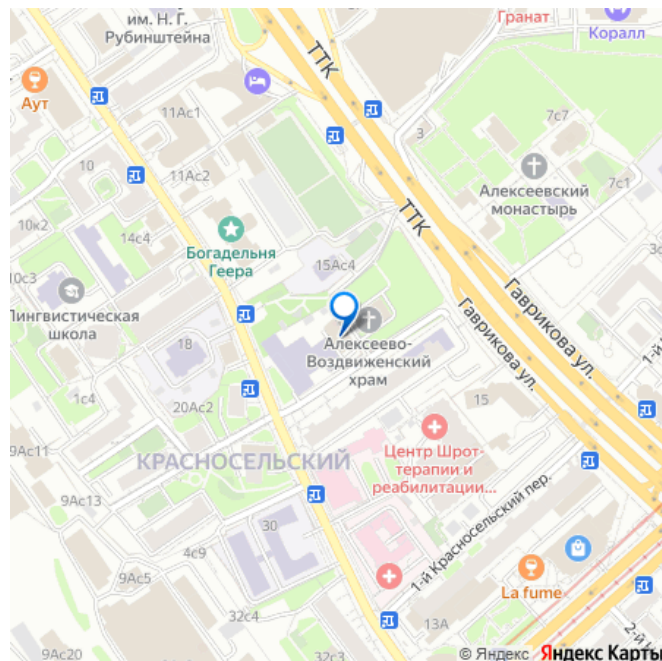 им. Н. Г.
Рубинштейна
ТТК
Гранат
Коралл
Аут
11Ас1
7с7
3
10
11Ас2
Алексеевский
монастырь
7с1
ТТК
10к2
14с4
Богадельня
Геера
15Ас4
10с3
Лингвистическая
школа
Гаврикова ул.
Гаврикова ул.
1-й
18
Алексеево-
Воздвиженский
храм
1с4
20Ас2
15
9Ас11
КРАСНОСЕЛЬСКИЙ
Центр Шрот-
терапии и
реабилитации...
9Ас13
30
1-й Красносельский пер.
4с9
9Ас5
La fume
32с4
13А
2-й
9Ас20
32с3
© Яндекс Яндекс Карты